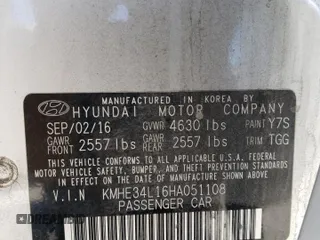 MANUFACTURED IN KOREA BY
HYUNDAI MOTOR COMPANY
SEP/02/16 GVWR 4630 lbs PAINT Y7S
GAWR FRONT 2557 lbs GAWR REAR 2557 lbs TRIM TGG
THIS VEHICLE CONFORMS TO ALL APPLICABLE FEDERAL
MOTOR VEHICLE SAFETY, BUMPER, AND THEFT PREVENTION
STANDARDS IN EFFECT ON THE DATE OF MANUFACTURE
SHOWN ABOVE.
V.I.N KMHE34L16HA051108
PASSENGER CAR